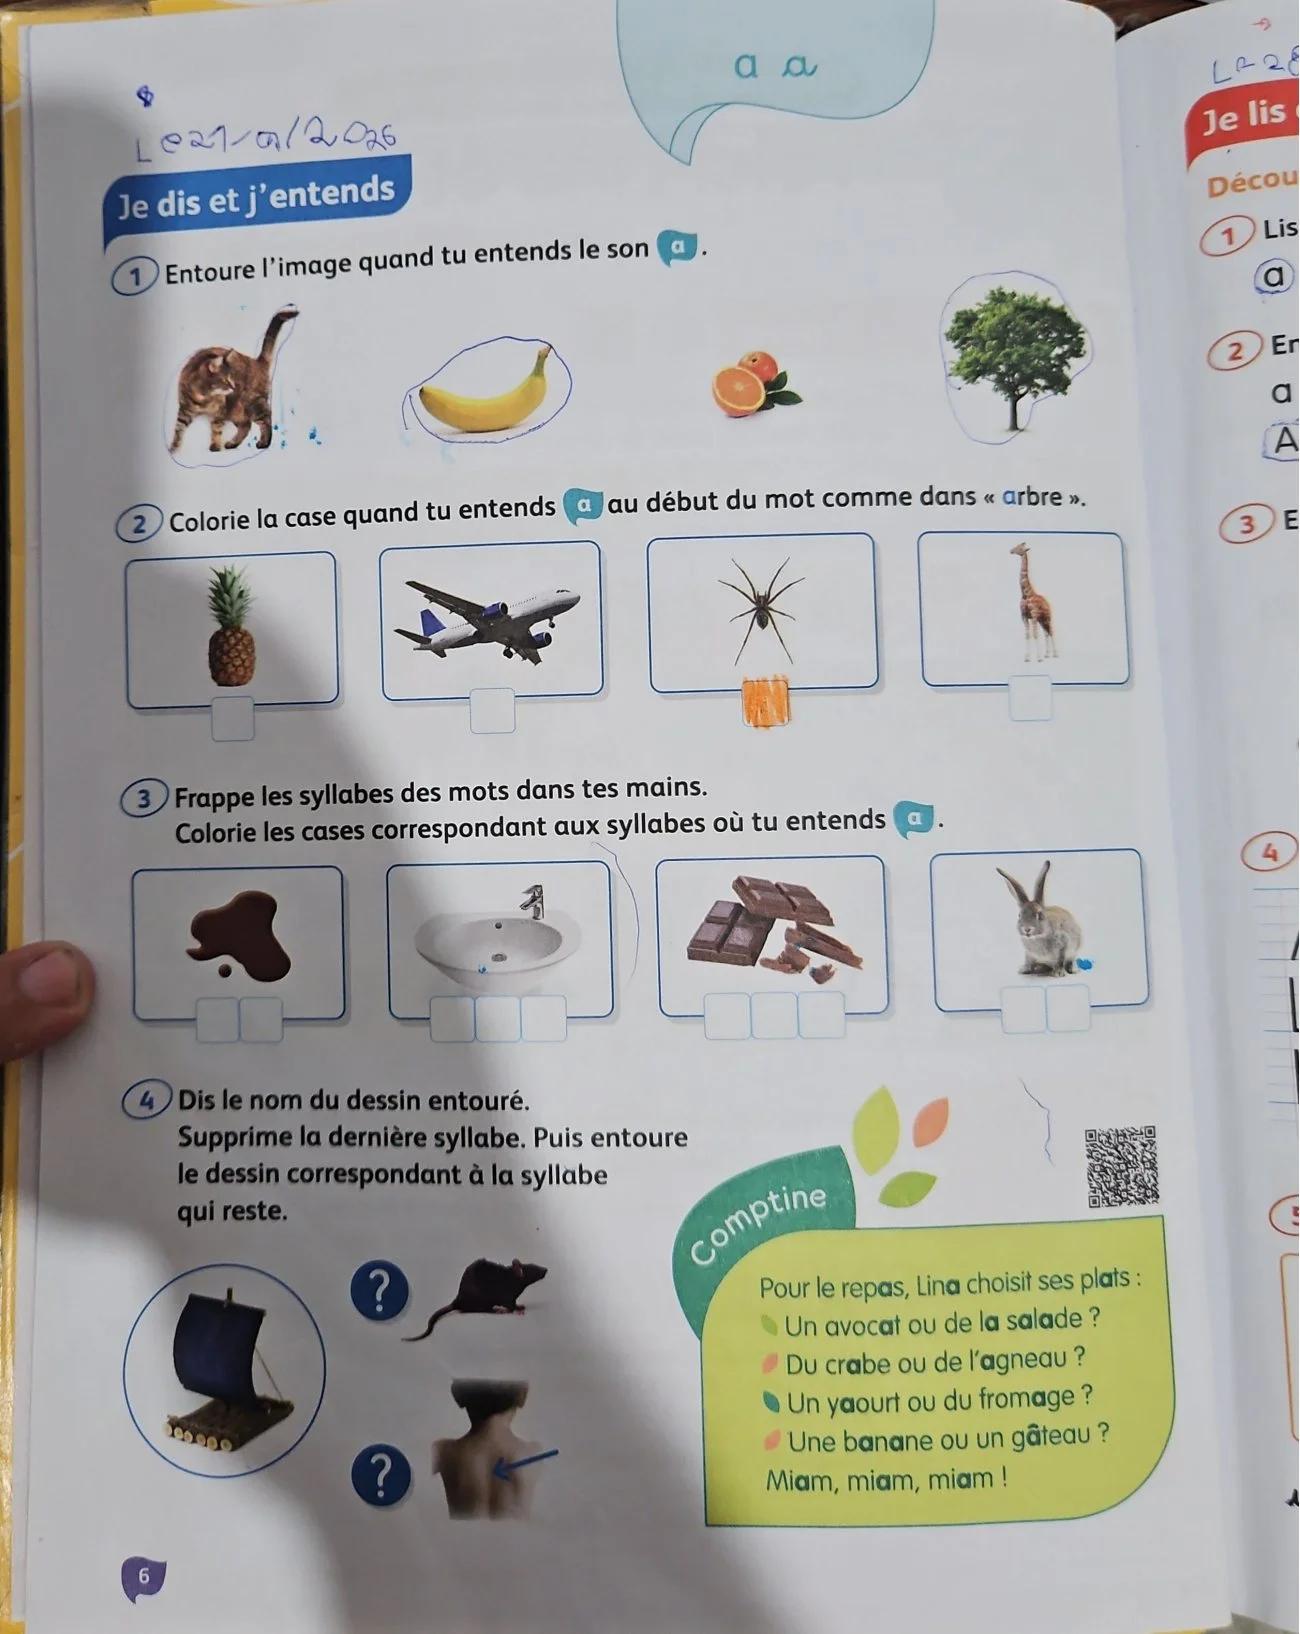 a a
Je dis et j'entends
1 Entoure l'image quand tu entends le son a .
2 Colorie la case quand tu entends a au début du mot comme dans « arbre ».
3 Frappe les syllabes des mots dans tes mains.
Colorie les cases correspondant aux syllabes où tu entends a .
4 Dis le nom du dessin entouré.
Supprime la dernière syllabe. Puis entoure
le dessin correspondant à la syllabe
qui reste.
?
?
Comptine
Pour le repas, Lina choisit ses plats :
Un avocat ou de la salade ?
Du crabe ou de l'agneau ?
Un yaourt ou du fromage ?
Une banane ou un gâteau ?
Miam, miam, miam !
6
Je lis
Décou
1 Lis
a
2 En
a
A
3 E
4
5